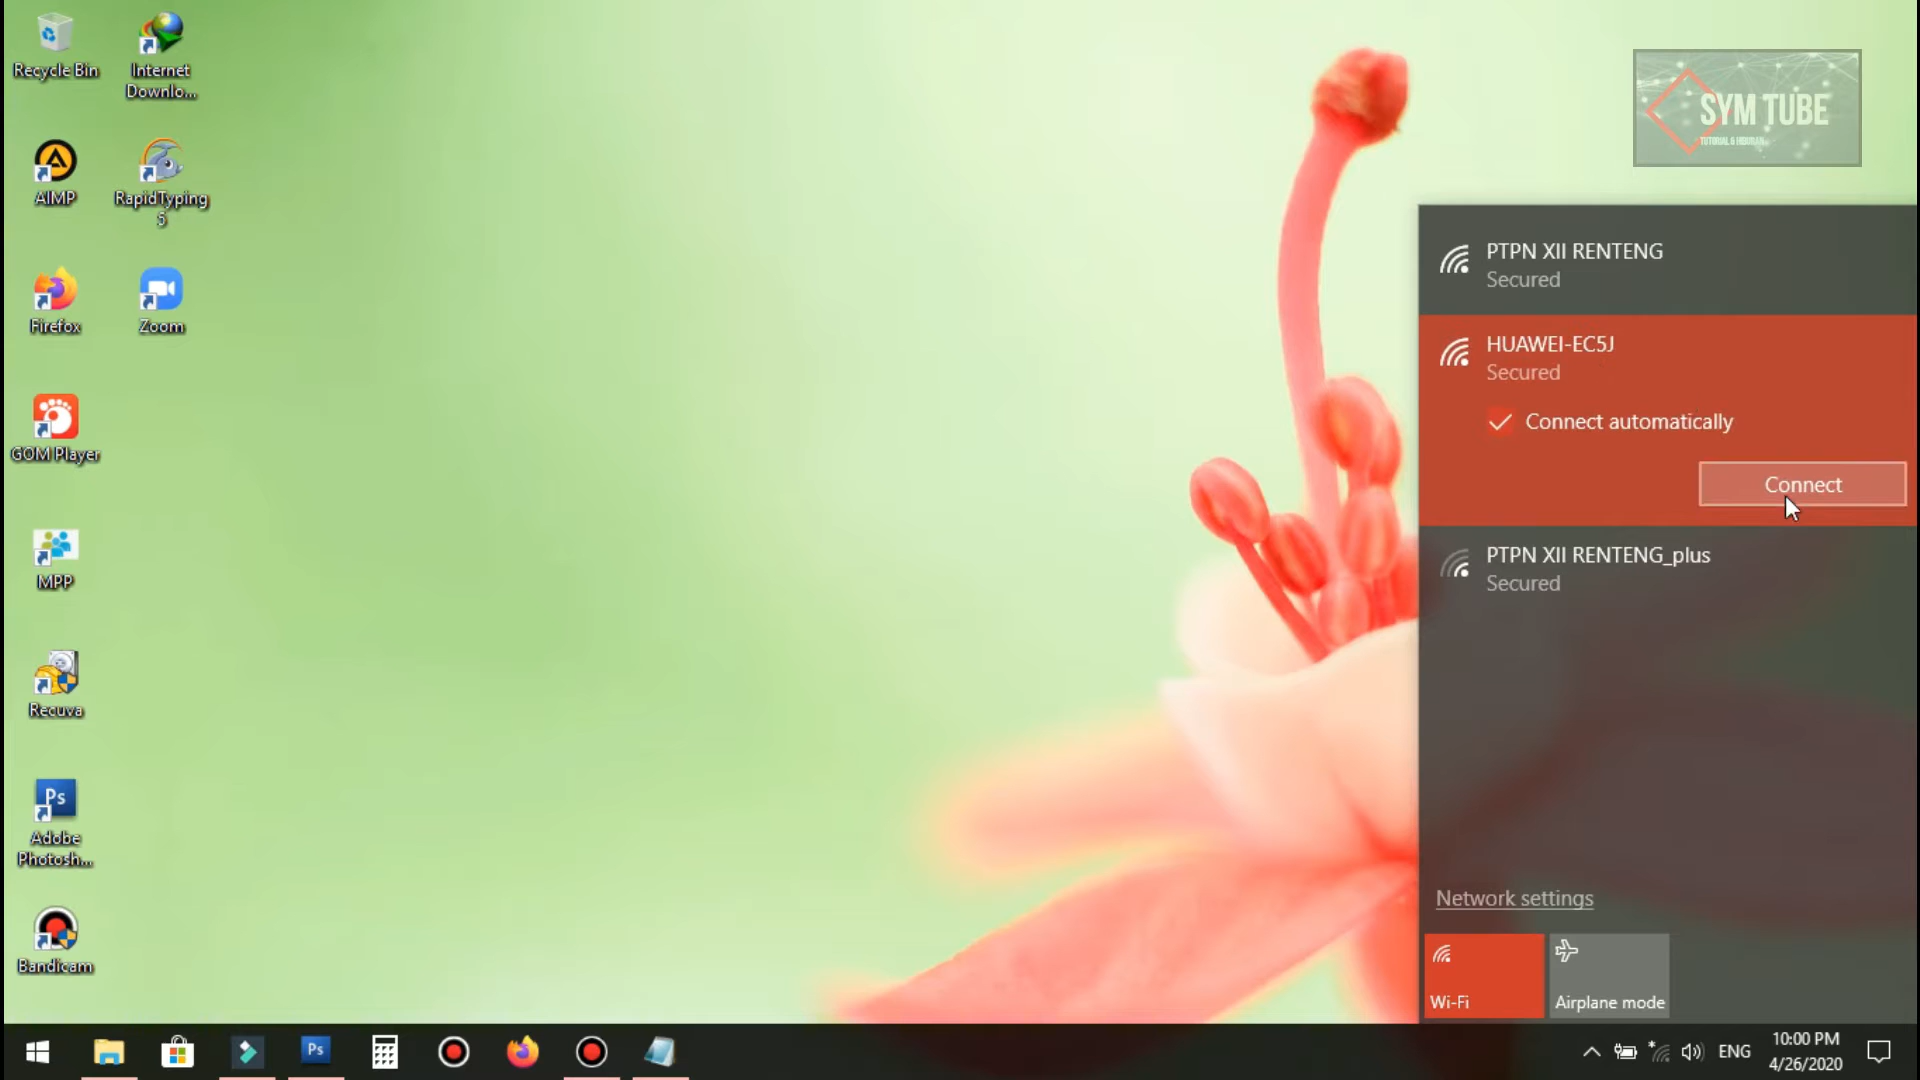 Recycle Bin
Internet
Downlo...
AIMP
RapidTyping
5
Firefox
Zoom
GOM Player
MPP
Recuva
Ps
Adobe
Photosh...
Bandicam
SYM TUBE
PTPN XII RENTENG
Secured
HUAWEI-EC5J
Secured
Connect automatically
Connect
PTPN XII RENTENG_plus
Secured
Network settings
Wi-Fi
Airplane mode
Ps
ENG
10:00 PM
4/26/2020